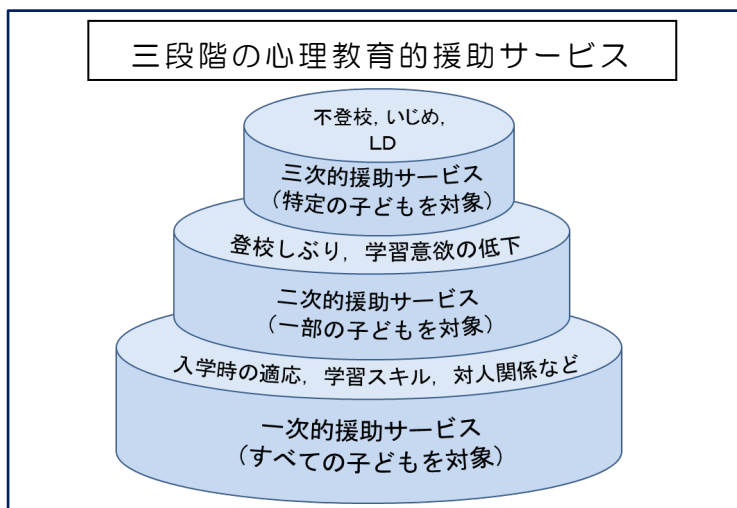 三段階の心理教育的援助サービス
不登校，いじめ，
ＬＤ
三次的援助サービス
（特定の子どもを対象）
登校しぶり，学習意欲の低下
二次的援助サービス
（一部の子どもを対象）
入学時の適応，学習スキル，対人関係など
一次的援助サービス
（すべての子どもを対象）